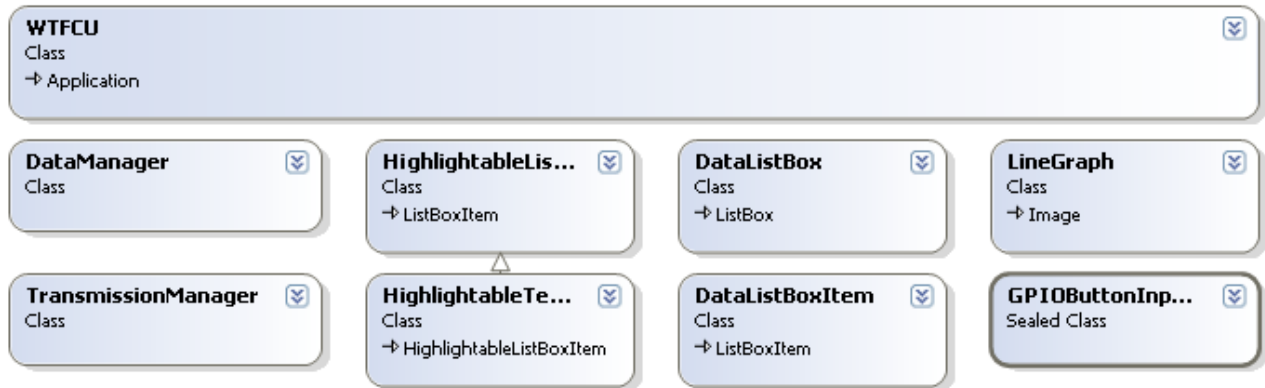 WTFCU
Class
Application
DataManager
Class
HighlightableLis...
Class
ListBoxItem
DataListBox
Class
ListBox
LineGraph
Class
Image
TransmissionManager
Class
HighlightableTe...
Class
HighlightableListBoxItem
DataListBoxItem
Class
ListBoxItem
GPIOButtonInp...
Sealed Class